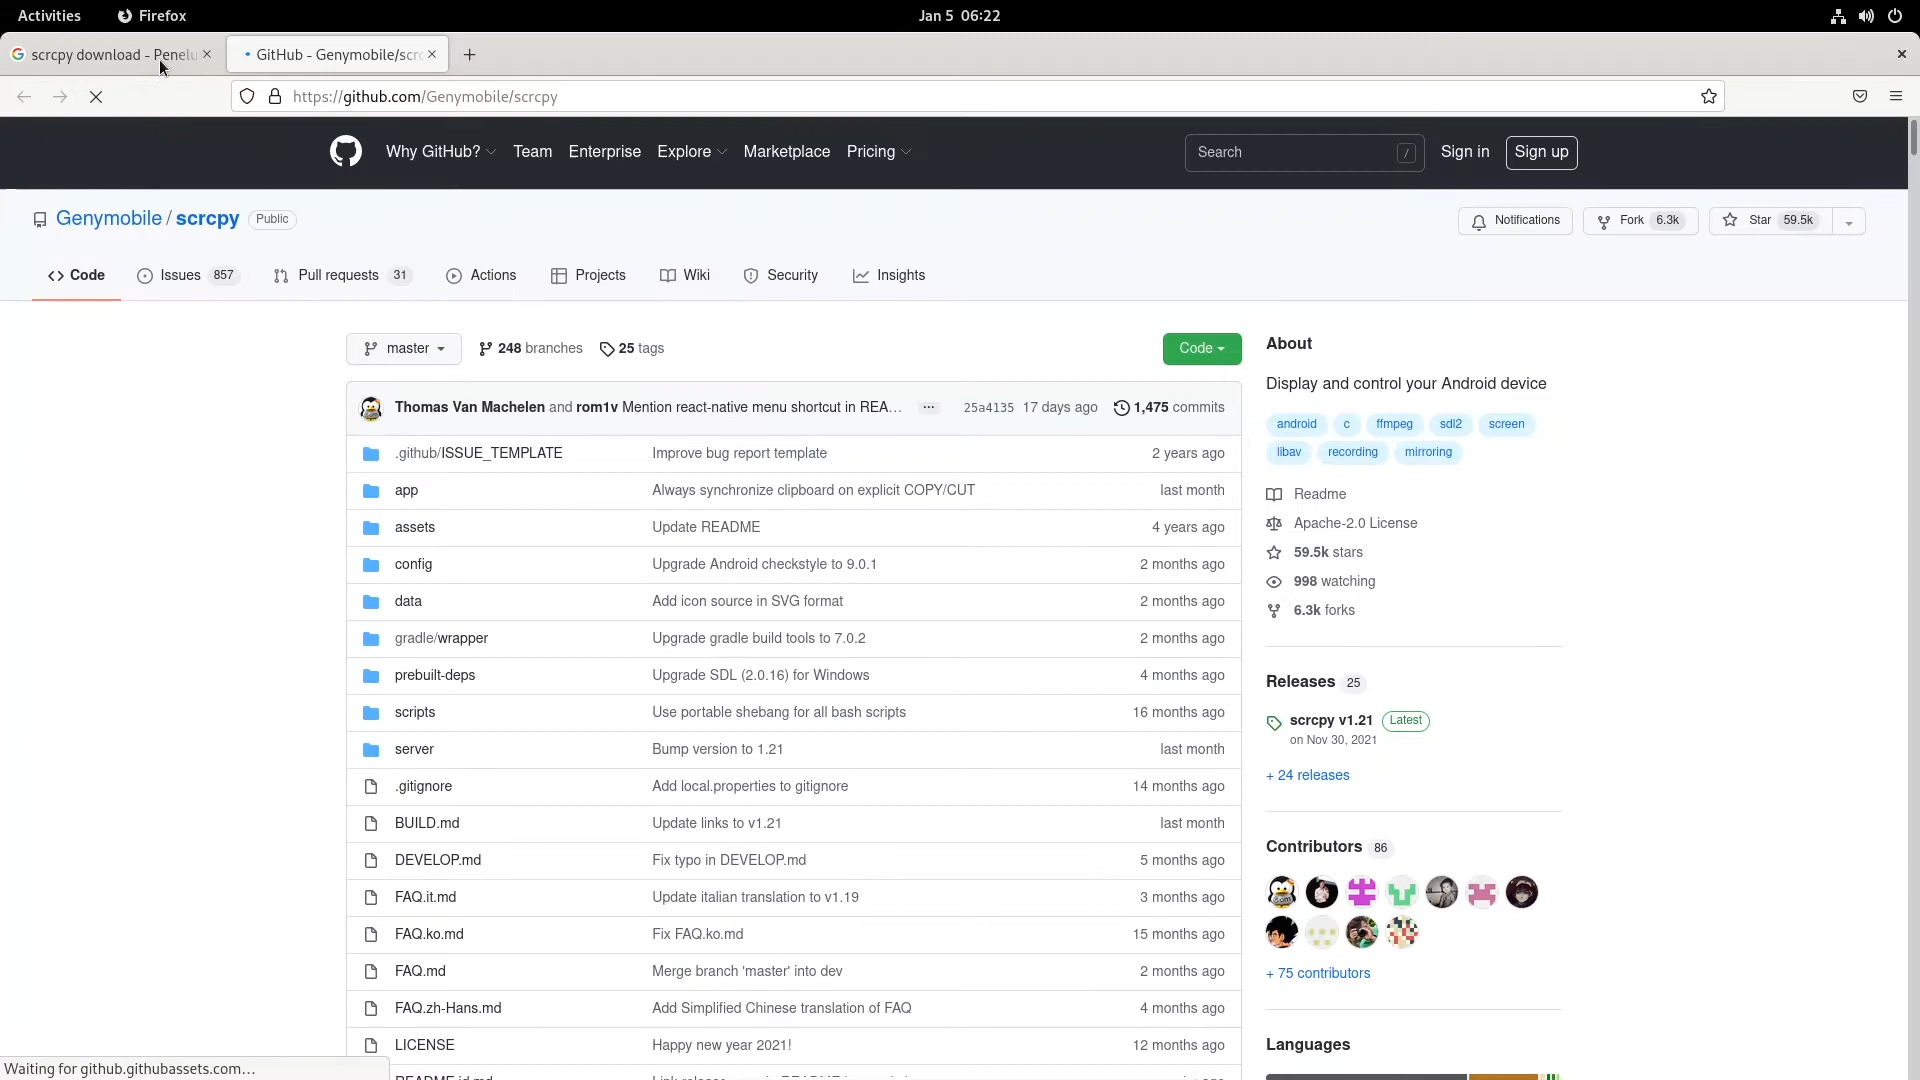 Activities
Firefox
Jan 5 06:22
scrcpy download - Penelu
GitHub - Genymobile/scrc
https://github.com/Genymobile/scrcpy
Why GitHub? Team Enterprise Explore Marketplace Pricing
Search /
Sign in Sign up
Genymobile / scrcpy Public
Notifications Fork 6.3k Star 59.5k
Code Issues 857 Pull requests 31 Actions Projects Wiki Security Insights
master 248 branches 25 tags
Code
Thomas Van Machelen and rom1v Mention react-native menu shortcut in REA… ... 25a4135 17 days ago 1,475 commits
.github/ISSUE_TEMPLATE Improve bug report template 2 years ago
app Always synchronize clipboard on explicit COPY/CUT last month
assets Update README 4 years ago
config Upgrade Android checkstyle to 9.0.1 2 months ago
data Add icon source in SVG format 2 months ago
gradle/wrapper Upgrade gradle build tools to 7.0.2 2 months ago
prebuilt-deps Upgrade SDL (2.0.16) for Windows 4 months ago
scripts Use portable shebang for all bash scripts 16 months ago
server Bump version to 1.21 last month
.gitignore Add local.properties to gitignore 14 months ago
BUILD.md Update links to v1.21 last month
DEVELOP.md Fix typo in DEVELOP.md 5 months ago
FAQ.it.md Update italian translation to v1.19 3 months ago
FAQ.ko.md Fix FAQ.ko.md 15 months ago
FAQ.md Merge branch 'master' into dev 2 months ago
FAQ.zh-Hans.md Add Simplified Chinese translation of FAQ 4 months ago
LICENSE Happy new year 2021! 12 months ago
About
Display and control your Android device
android c ffmpeg sdl2 screen
libav recording mirroring
Readme
Apache-2.0 License
59.5k stars
998 watching
6.3k forks
Releases 25
scrcpy v1.21 Latest
on Nov 30, 2021
+ 24 releases
Contributors 86
+ 75 contributors
Languages
Waiting for github.githubassets.com…